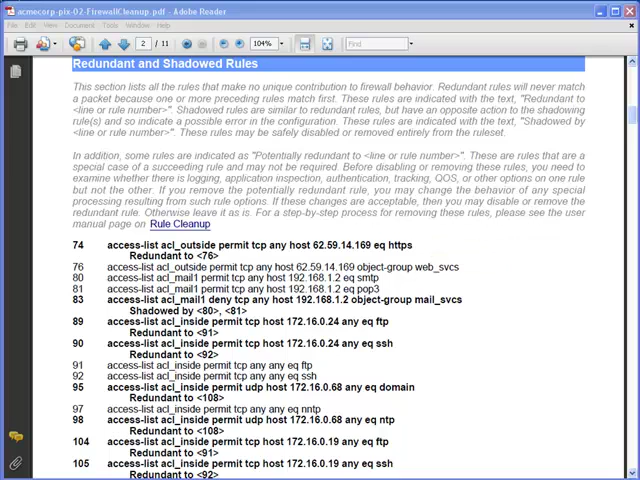 acmecorp-pix-02-FirewallCleanup.pdf - Adobe Reader
File Edit View Document Tools Window Help
2 / 11 104% Find
Redundant and Shadowed Rules
This section lists all the rules that make no unique contribution to firewall behavior. Redundant rules will never match
a packet because one or more preceding rules match first. These rules are indicated with the text, "Redundant to
<line or rule number>". Shadowed rules are similar to redundant rules, but have an opposite action to the shadowing
rule(s) and so indicate a possible error in the configuration. These rules are indicated with the text, "Shadowed by
<line or rule number>". These rules may be safely disabled or removed entirely from the ruleset.
In addition, some rules are indicated as "Potentially redundant to <line or rule number>". These are rules that are a
special case of a succeeding rule and may not be required. Before disabling or removing these rules, you need to
examine whether there is logging, application inspection, authentication, tracking, QOS, or other options on one rule
but not the other. If you remove the potentially redundant rule, you may change the behavior of any special
processing resulting from such rule options. If these changes are acceptable, then you may disable or remove the
redundant rule. Otherwise leave it as is. For a step-by-step process for removing these rules, please see the user
manual page on Rule Cleanup
74 access-list acl_outside permit tcp any host 62.59.14.169 eq https
Redundant to <76>
76 access-list acl_outside permit tcp any host 62.59.14.169 object-group web_svcs
80 access-list acl_mail1 permit tcp any host 192.168.1.2 eq smtp
81 access-list acl_mail1 permit tcp any host 192.168.1.2 eq pop3
83 access-list acl_mail1 deny tcp any host 192.168.1.2 object-group mail_svcs
Shadowed by <80>, <81>
89 access-list acl_inside permit tcp host 172.16.0.24 any eq ftp
Redundant to <91>
90 access-list acl_inside permit tcp host 172.16.0.24 any eq ssh
Redundant to <92>
91 access-list acl_inside permit tcp any any eq ftp
92 access-list acl_inside permit tcp any any eq ssh
95 access-list acl_inside permit udp host 172.16.0.68 any eq domain
Redundant to <108>
97 access-list acl_inside permit tcp any any eq nntp
98 access-list acl_inside permit udp host 172.16.0.68 any eq ntp
Redundant to <108>
104 access-list acl_inside permit tcp host 172.16.0.19 any eq ftp
Redundant to <91>
105 access-list acl_inside permit tcp host 172.16.0.19 any eq ssh
Redundant to <92>